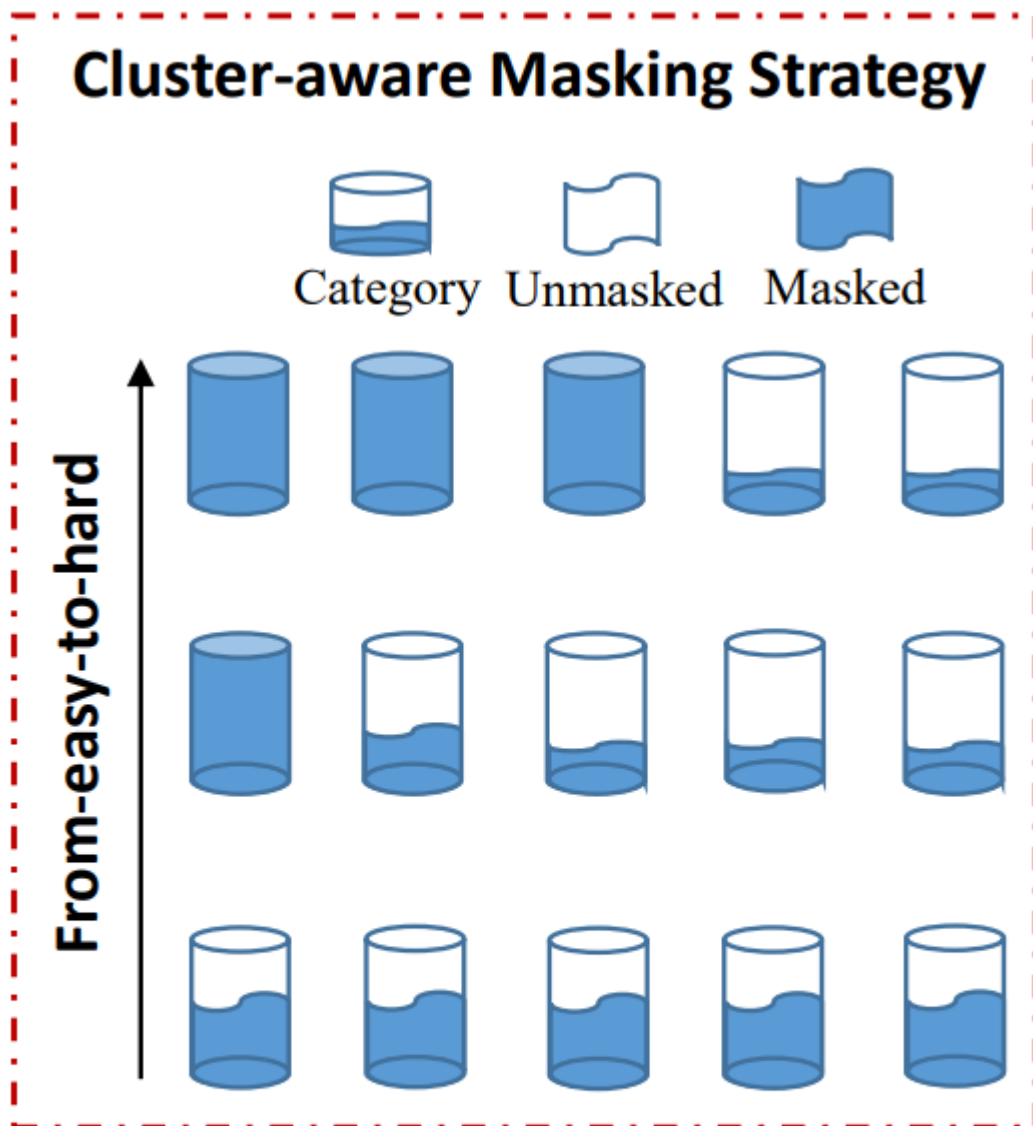 Cluster-aware Masking Strategy
Category Unmasked Masked
From-easy-to-hard